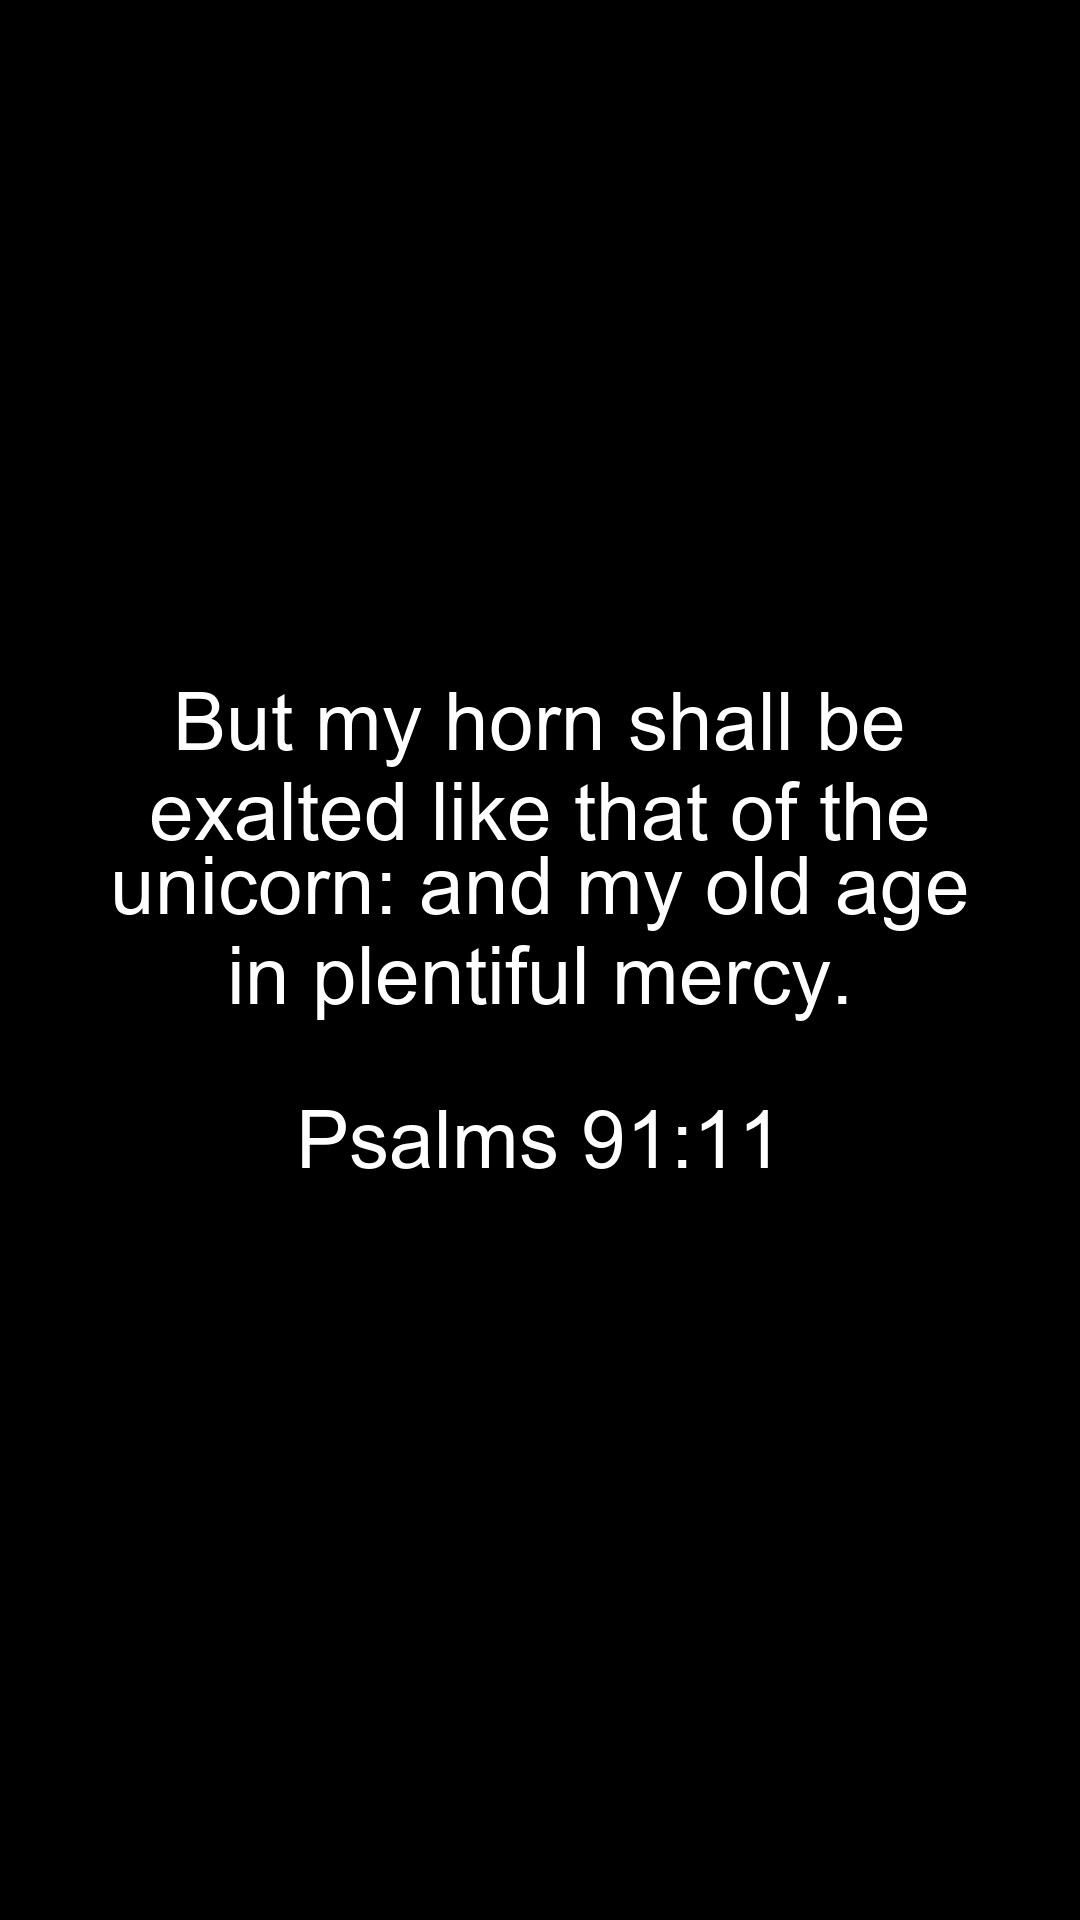 But my horn shall be
exalted like that of the
unicorn: and my old age
in plentiful mercy.
Psalms 91:11